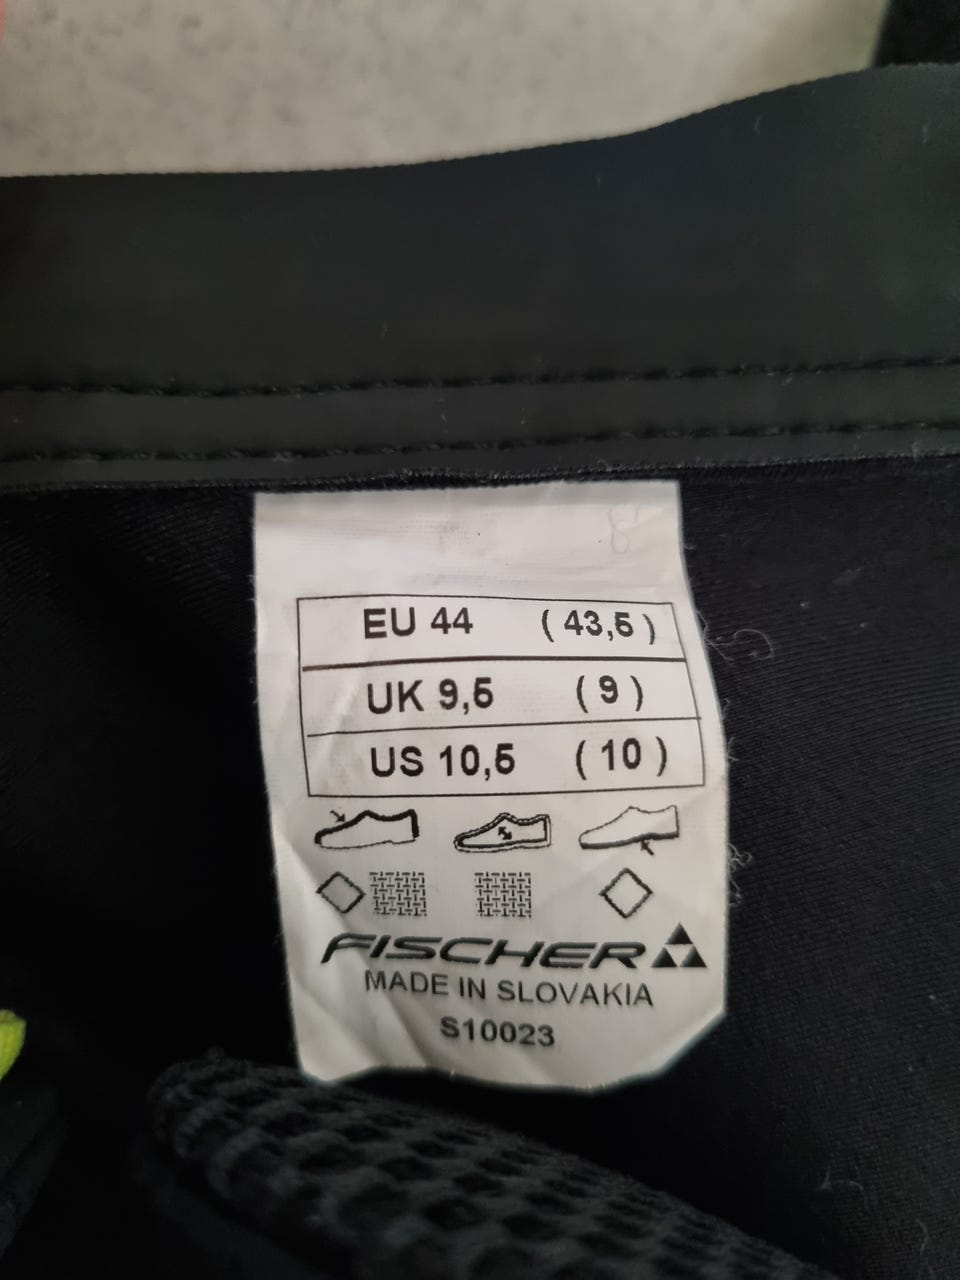 EU 44 (43,5)
UK 9,5 (9)
US 10,5 (10)
FISCHER
MADE IN SLOVAKIA
S10023